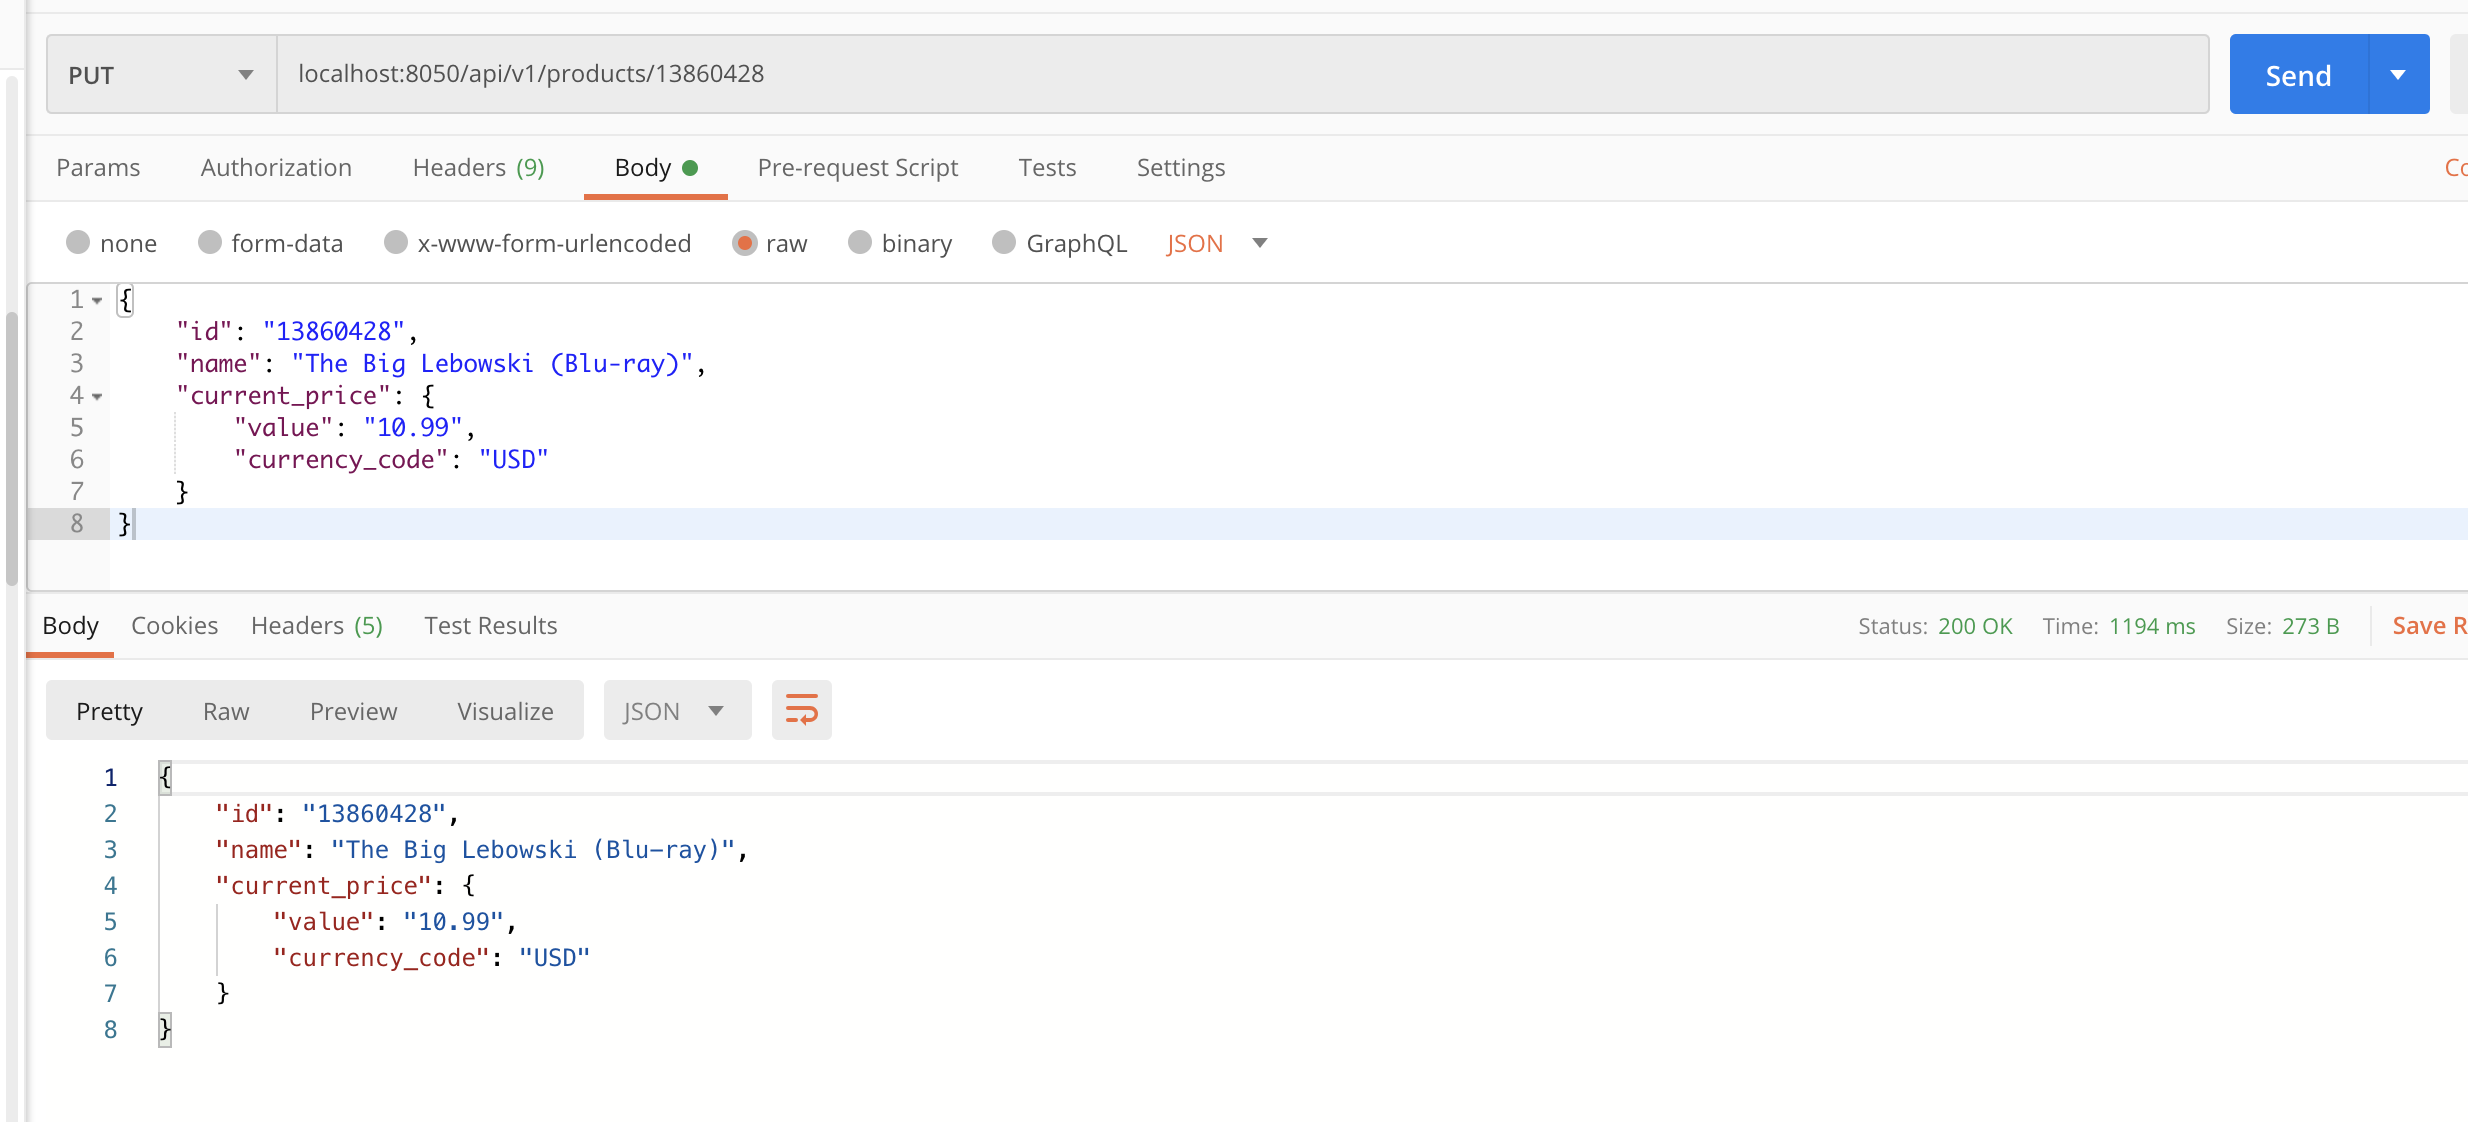 PUT localhost:8050/api/v1/products/13860428 Send
Params Authorization Headers (9) Body Pre-request Script Tests Settings
none form-data x-www-form-urlencoded raw binary GraphQL JSON
1 {
2 "id": "13860428",
3 "name": "The Big Lebowski (Blu-ray)",
4 "current_price": {
5 "value": "10.99",
6 "currency_code": "USD"
7 }
8 }
Body Cookies Headers (5) Test Results Status: 200 OK Time: 1194 ms Size: 273 B Save R
Pretty Raw Preview Visualize JSON
1 {
2 "id": "13860428",
3 "name": "The Big Lebowski (Blu-ray)",
4 "current_price": {
5 "value": "10.99",
6 "currency_code": "USD"
7 }
8 }